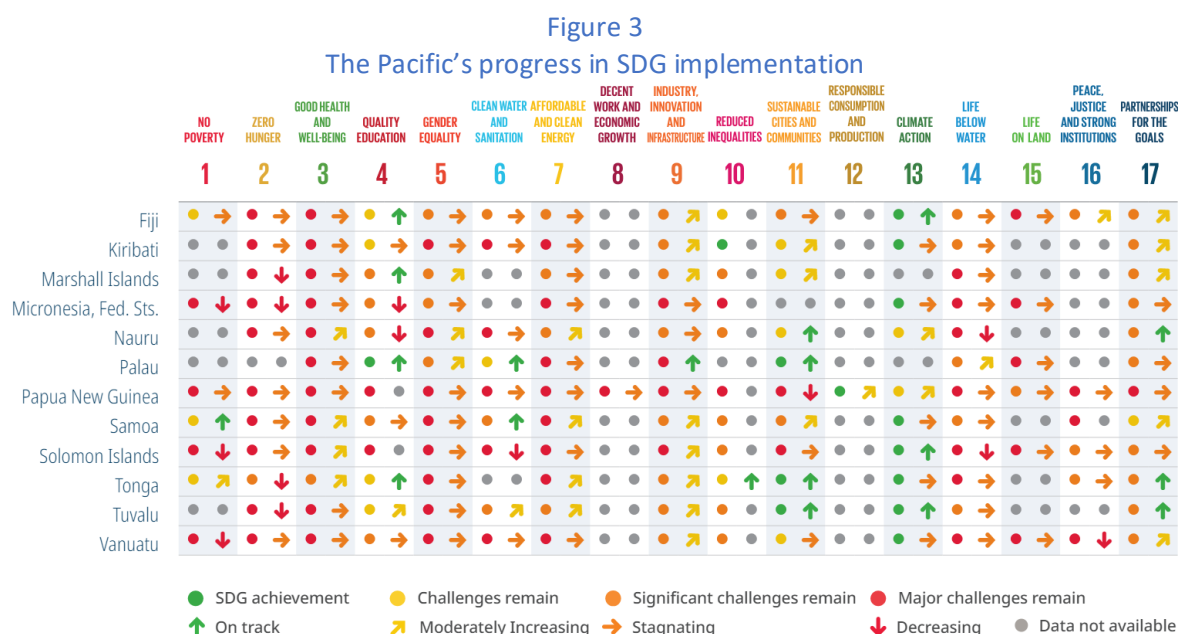 Figure 3
The Pacific's progress in SDG implementation
NO
POVERTY
ZERO
HUNGER
GOOD HEALTH
AND
WELL-BEING
QUALITY
EDUCATION
GENDER
EQUALITY
CLEAN WATER
AND
SANITATION
AFFORDABLE
AND CLEAN
ENERGY
DECENT
WORK AND
ECONOMIC
GROWTH
INDUSTRY,
INNOVATION
AND
INFRASTRUCTURE
REDUCED
INEQUALITIES
SUSTAINABLE
CITIES AND
COMMUNITIES
RESPONSIBLE
CONSUMPTION
AND
PRODUCTION
CLIMATE
ACTION
LIFE
BELOW
WATER
LIFE
ON LAND
PEACE,
JUSTICE
AND STRONG
INSTITUTIONS
PARTNERSHIPS
FOR THE
GOALS
1 2 3 4 5 6 7 8 9 10 11 12 13 14 15 16 17
Fiji
Kiribati
Marshall Islands
Micronesia, Fed. Sts.
Nauru
Palau
Papua New Guinea
Samoa
Solomon Islands
Tonga
Tuvalu
Vanuatu
SDG achievement Challenges remain Significant challenges remain Major challenges remain
On track Moderately Increasing Stagnating Decreasing Data not available